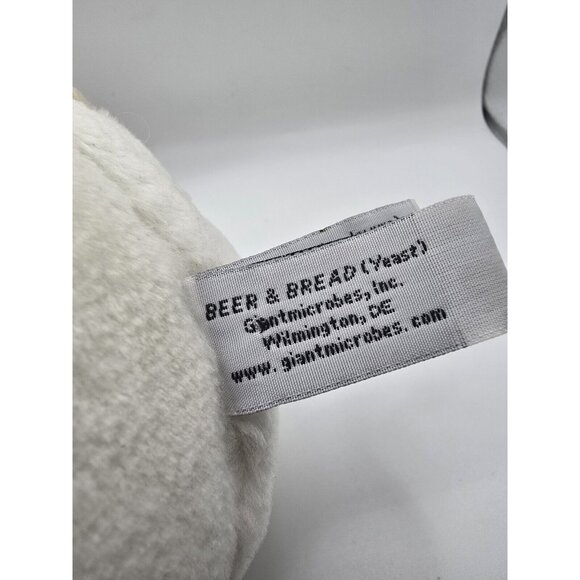 BEER & BREAD (Yeast)
Giantmicrobes, Inc.
Wilmington, DE
www.giantmicrobes.com